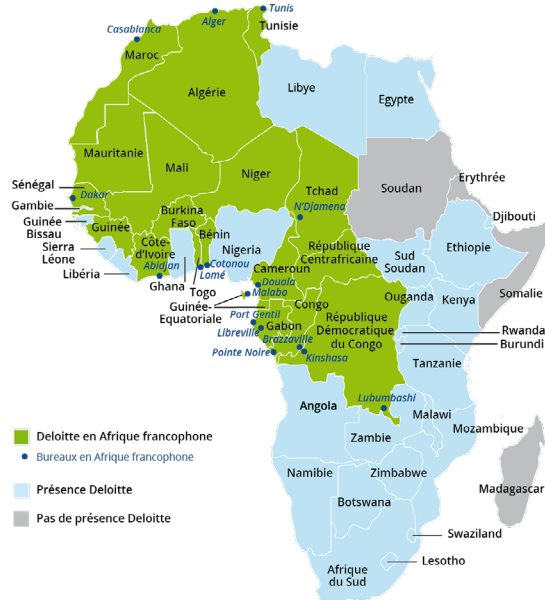 Tunis
Alger
Casablanca
Tunisie
Maroc
Algérie
Libye
Egypte
Mauritanie
Mali
Niger
Tchad
Soudan
Erythrée
Sénégal
Dakar
Gambie
Guinée
Bissau
Guinée
Burkina
Faso
Bénin
N'Djamena
Djibouti
Sierra
Léone
Côte-
d'Ivoire
Nigeria
République
Centrafricaine
Sud
Soudan
Ethiopie
Libéria
Abidjan
Cotonou
Lomé
Ghana
Togo
Cameroun
Douala
Malabo
Somalie
Guinée-
Equatoriale
Congo
Ouganda
Kenya
Port Gentil
Gabon
Libreville
Brazzaville
République
Démocratique
du Congo
Rwanda
Burundi
Pointe Noire
Kinshasa
Tanzanie
Lubumbashi
Angola
Malawi
Zambie
Mozambique
Deloitte en Afrique francophone
Bureaux en Afrique francophone
Présence Deloitte
Pas de présence Deloitte
Namibie
Zimbabwe
Botswana
Madagascar
Swaziland
Lesotho
Afrique
du Sud